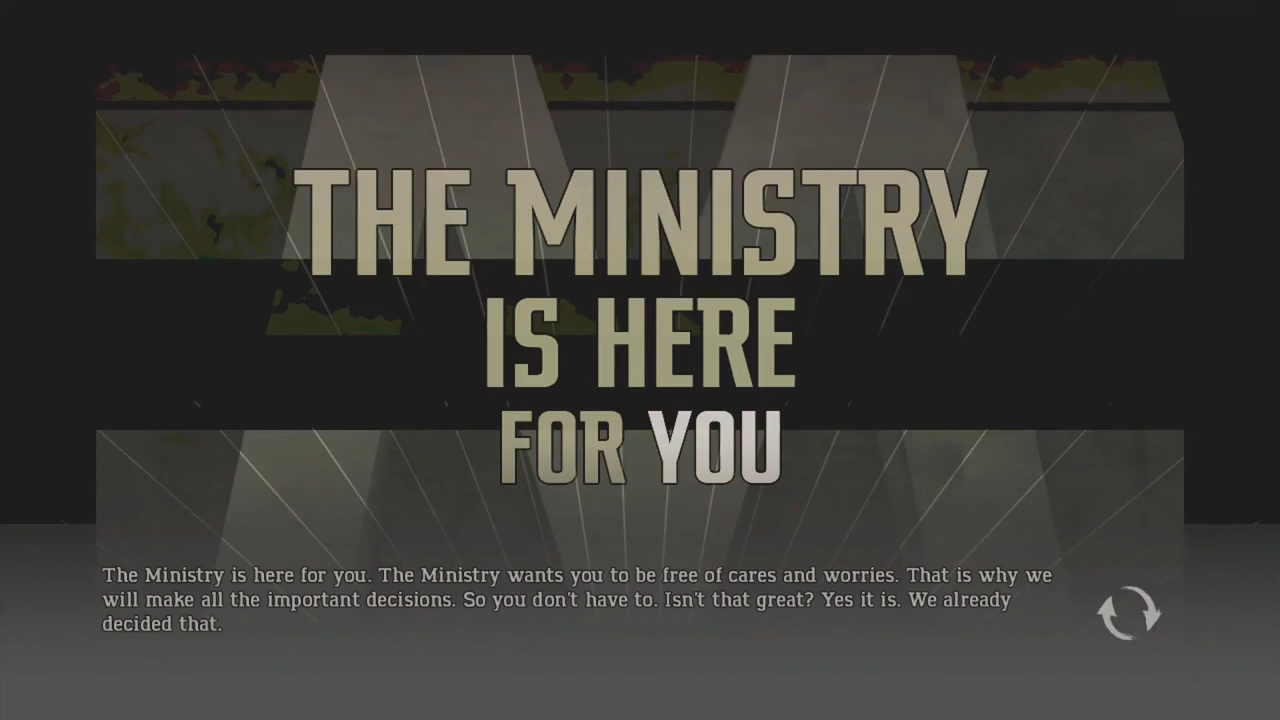 THE MINISTRY
IS HERE
FOR YOU
The Ministry is here for you. The Ministry wants you to be free of cares and worries. That is why we
will make all the important decisions. So you don't have to. Isn't that great? Yes it is. We already
decided that.